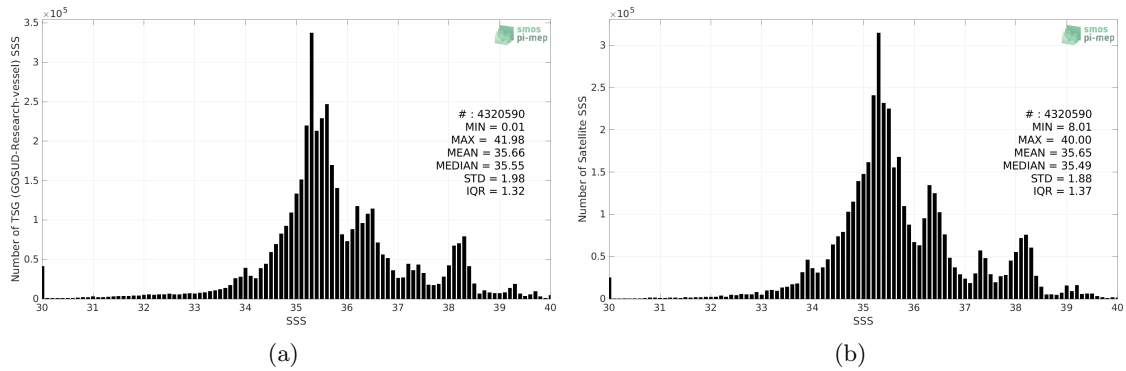 ×10⁵
3.5
3
2.5
2
1.5
1
0.5
0
Number of TSG (GOSUD-Research-vessel) SSS
smos
pi-mep
# : 4320590
MIN = 0.01
MAX = 41.98
MEAN = 35.66
MEDIAN = 35.55
STD = 1.98
IQR = 1.32
30 31 32 33 34 35 36 37 38 39 40
SSS
(a)
×10⁵
3
2.5
2
1.5
1
0.5
0
Number of Satellite SSS
smos
pi-mep
# : 4320590
MIN = 8.01
MAX = 40.00
MEAN = 35.65
MEDIAN = 35.49
STD = 1.88
IQR = 1.37
30 31 32 33 34 35 36 37 38 39 40
SSS
(b)